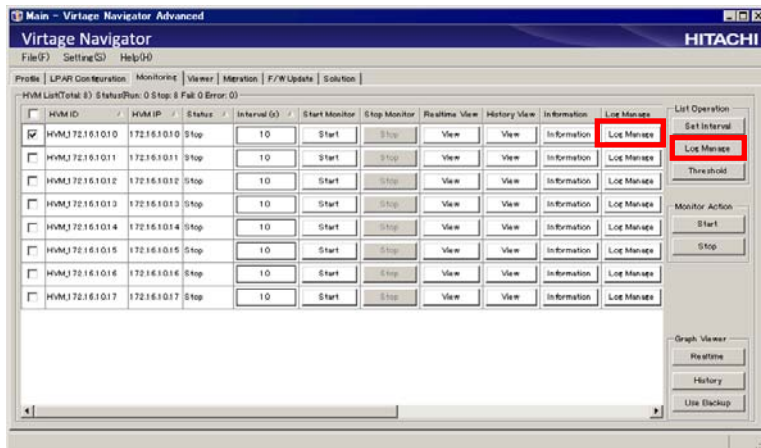 Main - Virtage Navigator Advanced
Virtage Navigator HITACHI
File(F) Setting(S) Help(H)
Profile LPAR Configuration Monitoring Viewer Migration F/W Update Solution
HVM List(Total: 8) Status(Run: 0 Stop: 8 Fail: 0 Error: 0)
HVM ID HVM IP Status Interval (s) Start Monitor Stop Monitor Realtime View History View Information Log Manage
HVM_172.16.10.10 172.16.10.10 Stop 10 Start Stop View View Information Log Manage
HVM_172.16.10.11 172.16.10.11 Stop 10 Start Stop View View Information Log Manage
HVM_172.16.10.12 172.16.10.12 Stop 10 Start Stop View View Information Log Manage
HVM_172.16.10.13 172.16.10.13 Stop 10 Start Stop View View Information Log Manage
HVM_172.16.10.14 172.16.10.14 Stop 10 Start Stop View View Information Log Manage
HVM_172.16.10.15 172.16.10.15 Stop 10 Start Stop View View Information Log Manage
HVM_172.16.10.16 172.16.10.16 Stop 10 Start Stop View View Information Log Manage
HVM_172.16.10.17 172.16.10.17 Stop 10 Start Stop View View Information Log Manage
List Operation
Set Interval
Log Manage
Threshold
Monitor Action
Start
Stop
Graph Viewer
Realtime
History
Use Backup